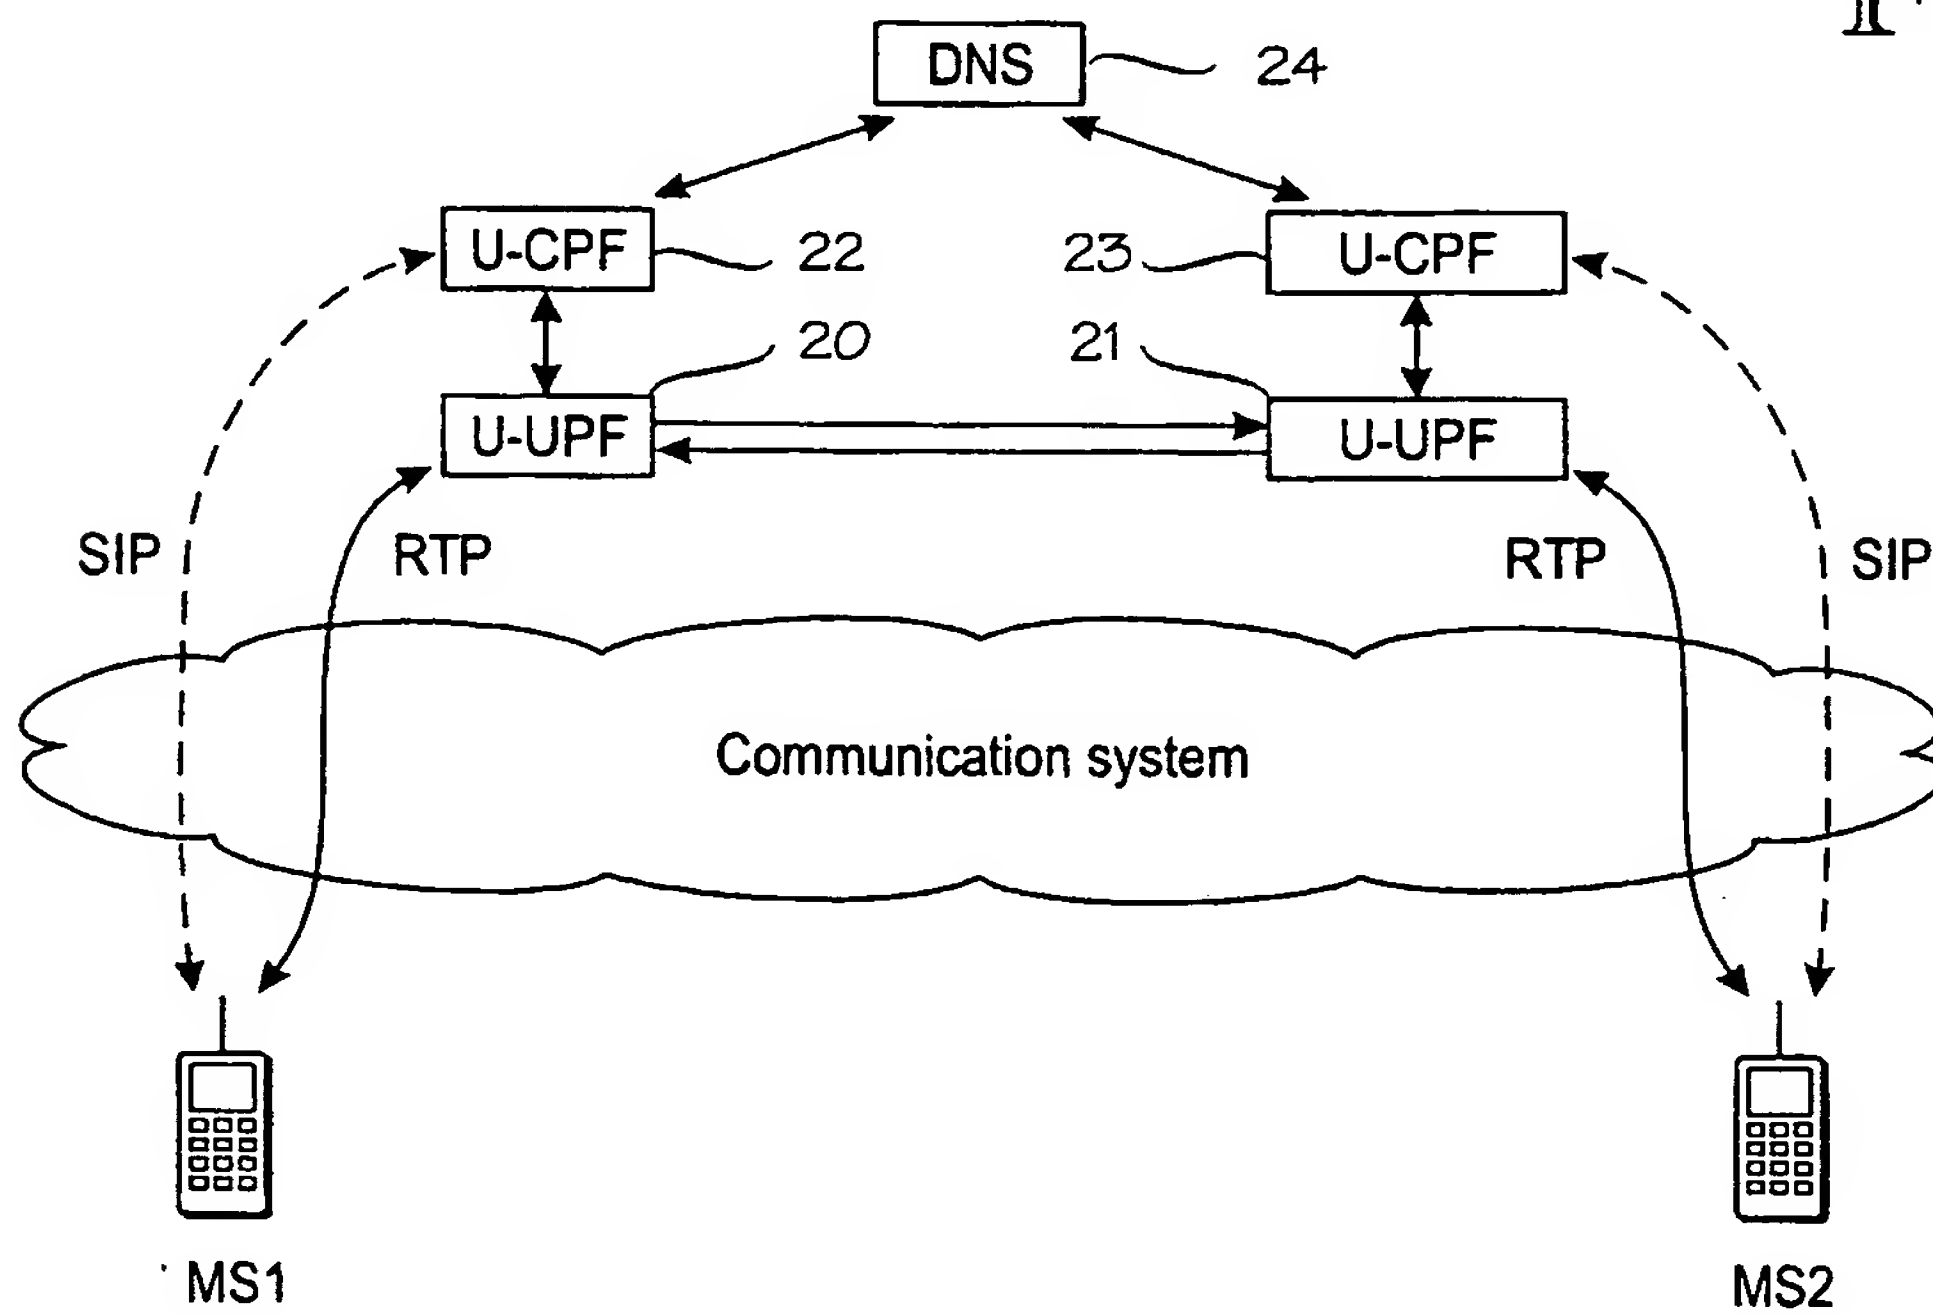 DNS 24
U-CPF 22 23 U-CPF
20 21
U-UPF U-UPF
SIP RTP RTP SIP
Communication system
MS1 MS2